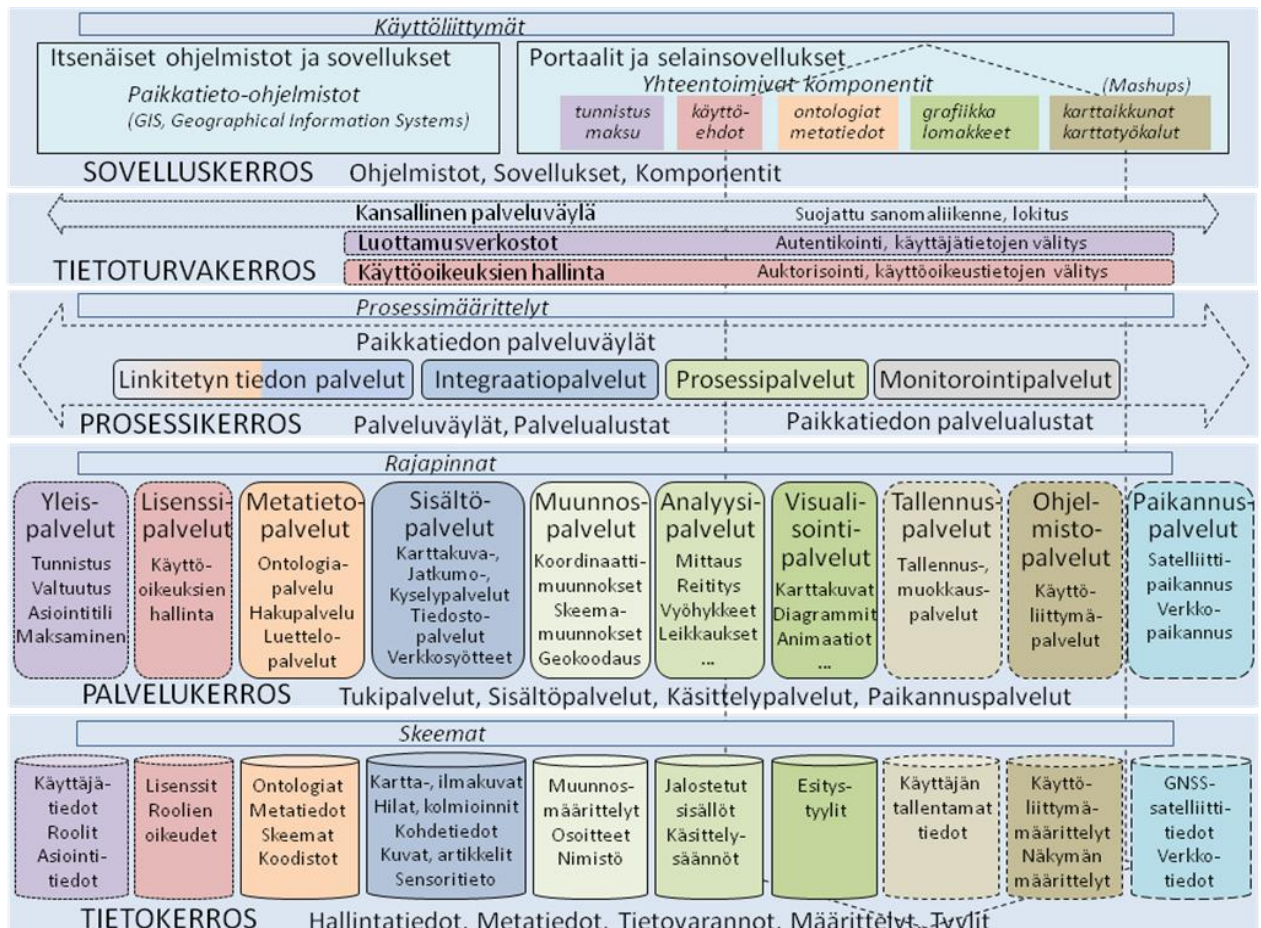 Käyttöliittymät
Itsenäiset ohjelmistot ja sovellukset
Paikkatieto-ohjelmistot
(GIS, Geographical Information Systems)
Portaalit ja selainsovellukset
Yhteentoimivat komponentit
(Mashups)
tunnistus
maksu
käyttö-
ehdot
ontologiat
metatiedot
grafiikka
lomakkeet
karttaikkunat
karttatyökalut
SOVELLUSKERROS Ohjelmistot, Sovellukset, Komponentit
Kansallinen palveluväylä Suojattu sanomaliikenne, lokitus
Luottamusverkostot Autentikointi, käyttäjätietojen välitys
TIETOTURVAKERROS Käyttöoikeuksien hallinta Auktorisointi, käyttöoikeustietojen välitys
Prosessimäärittelyt
Paikkatiedon palveluväylät
Linkitetyn tiedon palvelut Integraatiopalvelut Prosessipalvelut Monitorointipalvelut
PROSESSIKERROS Palveluväylät, Palvelualustat Paikkatiedon palvelualustat
Rajapinnat
Yleis-
palvelut
Tunnistus
Valtuutus
Asiointitili
Maksaminen
Lisenssi-
palvelut
Käyttö-
oikeuksien
hallinta
Metatieto-
palvelut
Ontologia-
palvelu
Hakupalvelu
Luettelo-
palvelut
Sisältö-
palvelut
Karttakuva-,
Jatkumo-,
Kyselypalvelut
Tiedosto-
palvelut
Verkkosyötteet
Muunnos-
palvelut
Koordinaatti-
muunnokset
Skeema-
muunnokset
Geokoodaus
Analyysi-
palvelut
Mittaus
Reititys
Vyöhykkeet
Leikkaukset
...
Visuali-
sointi-
palvelut
Karttakuvat
Diagrammit
Animaatiot
...
Tallennus-
palvelut
Tallennus-,
muokkaus-
palvelut
Ohjel-
misto-
palvelut
Käyttö-
liittymä-
palvelut
Paikannus-
palvelut
Satelliitti-
paikannus
Verkko-
paikannus
PALVELUKERROS Tukipalvelut, Sisältöpalvelut, Käsittelypalvelut, Paikannuspalvelut
Skeemat
Käyttäjä-
tiedot
Roolit
Asiointi-
tiedot
Lisenssit
Roolien
oikeudet
Ontologiat
Metatiedot
Skeemat
Koodistot
Kartta-, ilmakuvat
Hilat, kolmioinnit
Kohdetiedot
Kuvat, artikkelit
Sensoritieto
Muunnos-
määrittelyt
Osoitteet
Nimistö
Jalostetut
sisällöt
Käsittely-
säännöt
Esitys-
tyylit
Käyttäjän
tallentamat
tiedot
Käyttö-
liittymä-
määrittelyt
Näkymän
määrittelyt
GNSS-
satelliitti-
tiedot
Verkko-
tiedot
TIETOKERROS Hallintatiedot, Metatiedot, Tietovarannot, Määrittelyt, Tyylit